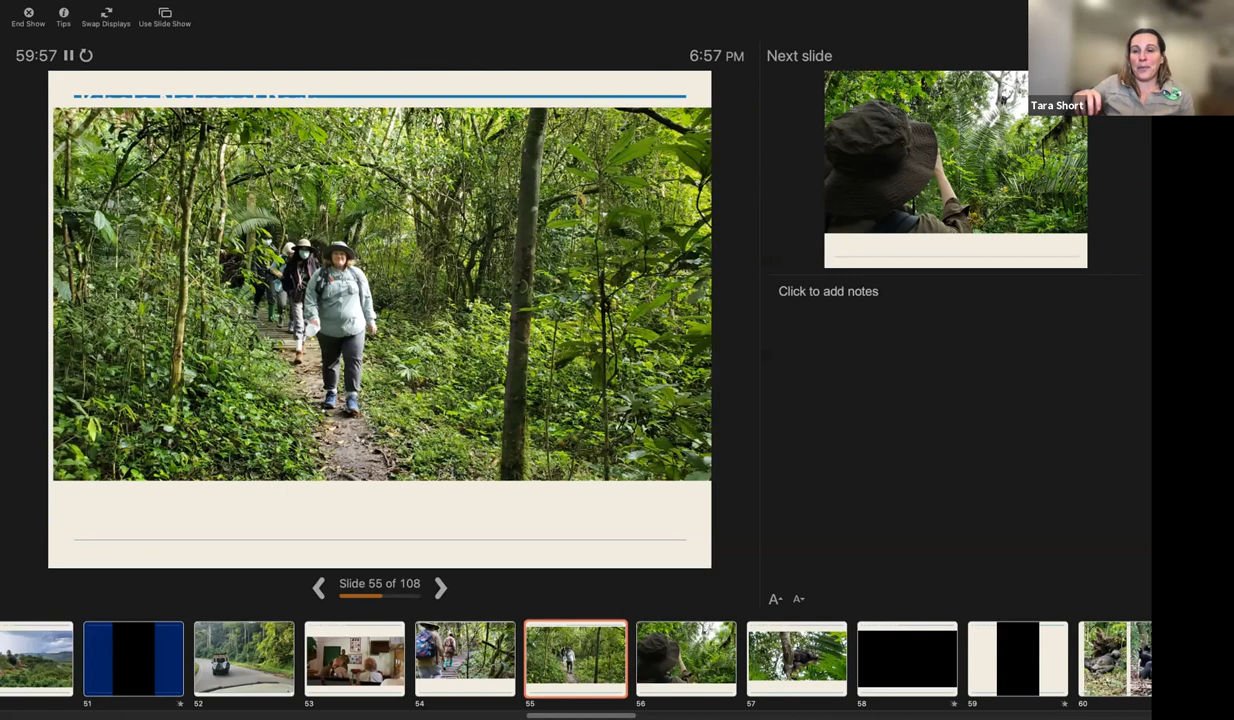 End Show
Tips
Swap Displays
Use Slide Show
59:57
6:57 PM
Next slide
Tara Short
Click to add notes
Slide 55 of 108
A
A
51
52
53
54
55
56
57
58
59
60